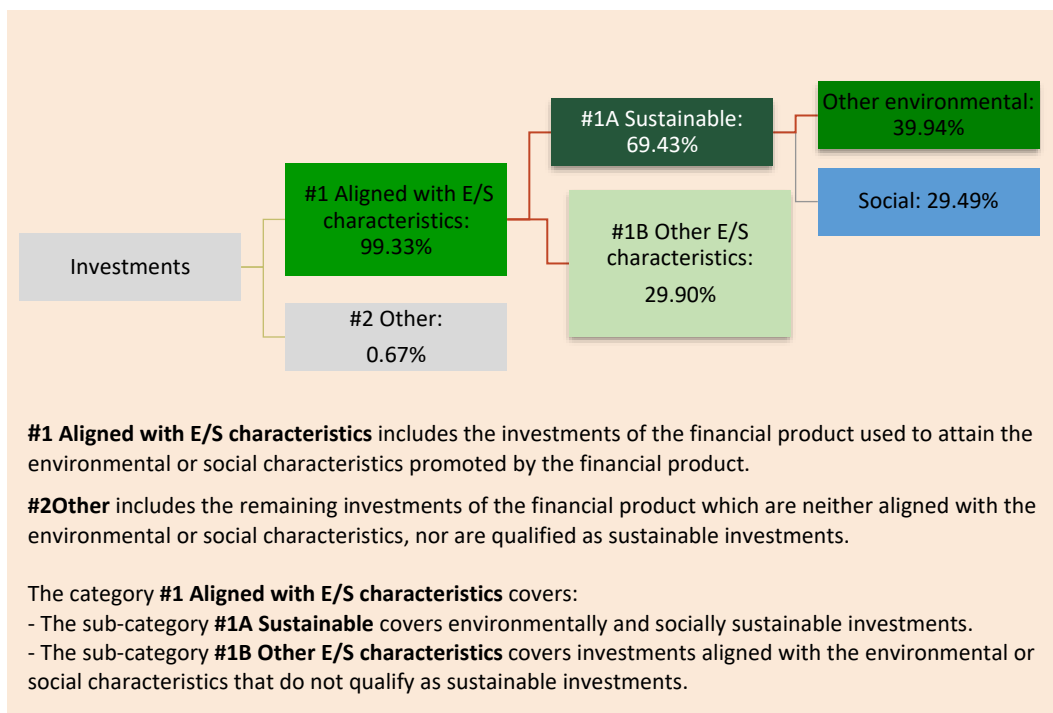 Investments
#1 Aligned with E/S
characteristics:
99.33%
#2 Other:
0.67%
#1A Sustainable:
69.43%
#1B Other E/S
characteristics:
29.90%
Other environmental:
39.94%
Social: 29.49%
#1 Aligned with E/S characteristics includes the investments of the financial product used to attain the
environmental or social characteristics promoted by the financial product.
#2Other includes the remaining investments of the financial product which are neither aligned with the
environmental or social characteristics, nor are qualified as sustainable investments.
The category #1 Aligned with E/S characteristics covers:
- The sub-category #1A Sustainable covers environmentally and socially sustainable investments.
- The sub-category #1B Other E/S characteristics covers investments aligned with the environmental or
social characteristics that do not qualify as sustainable investments.